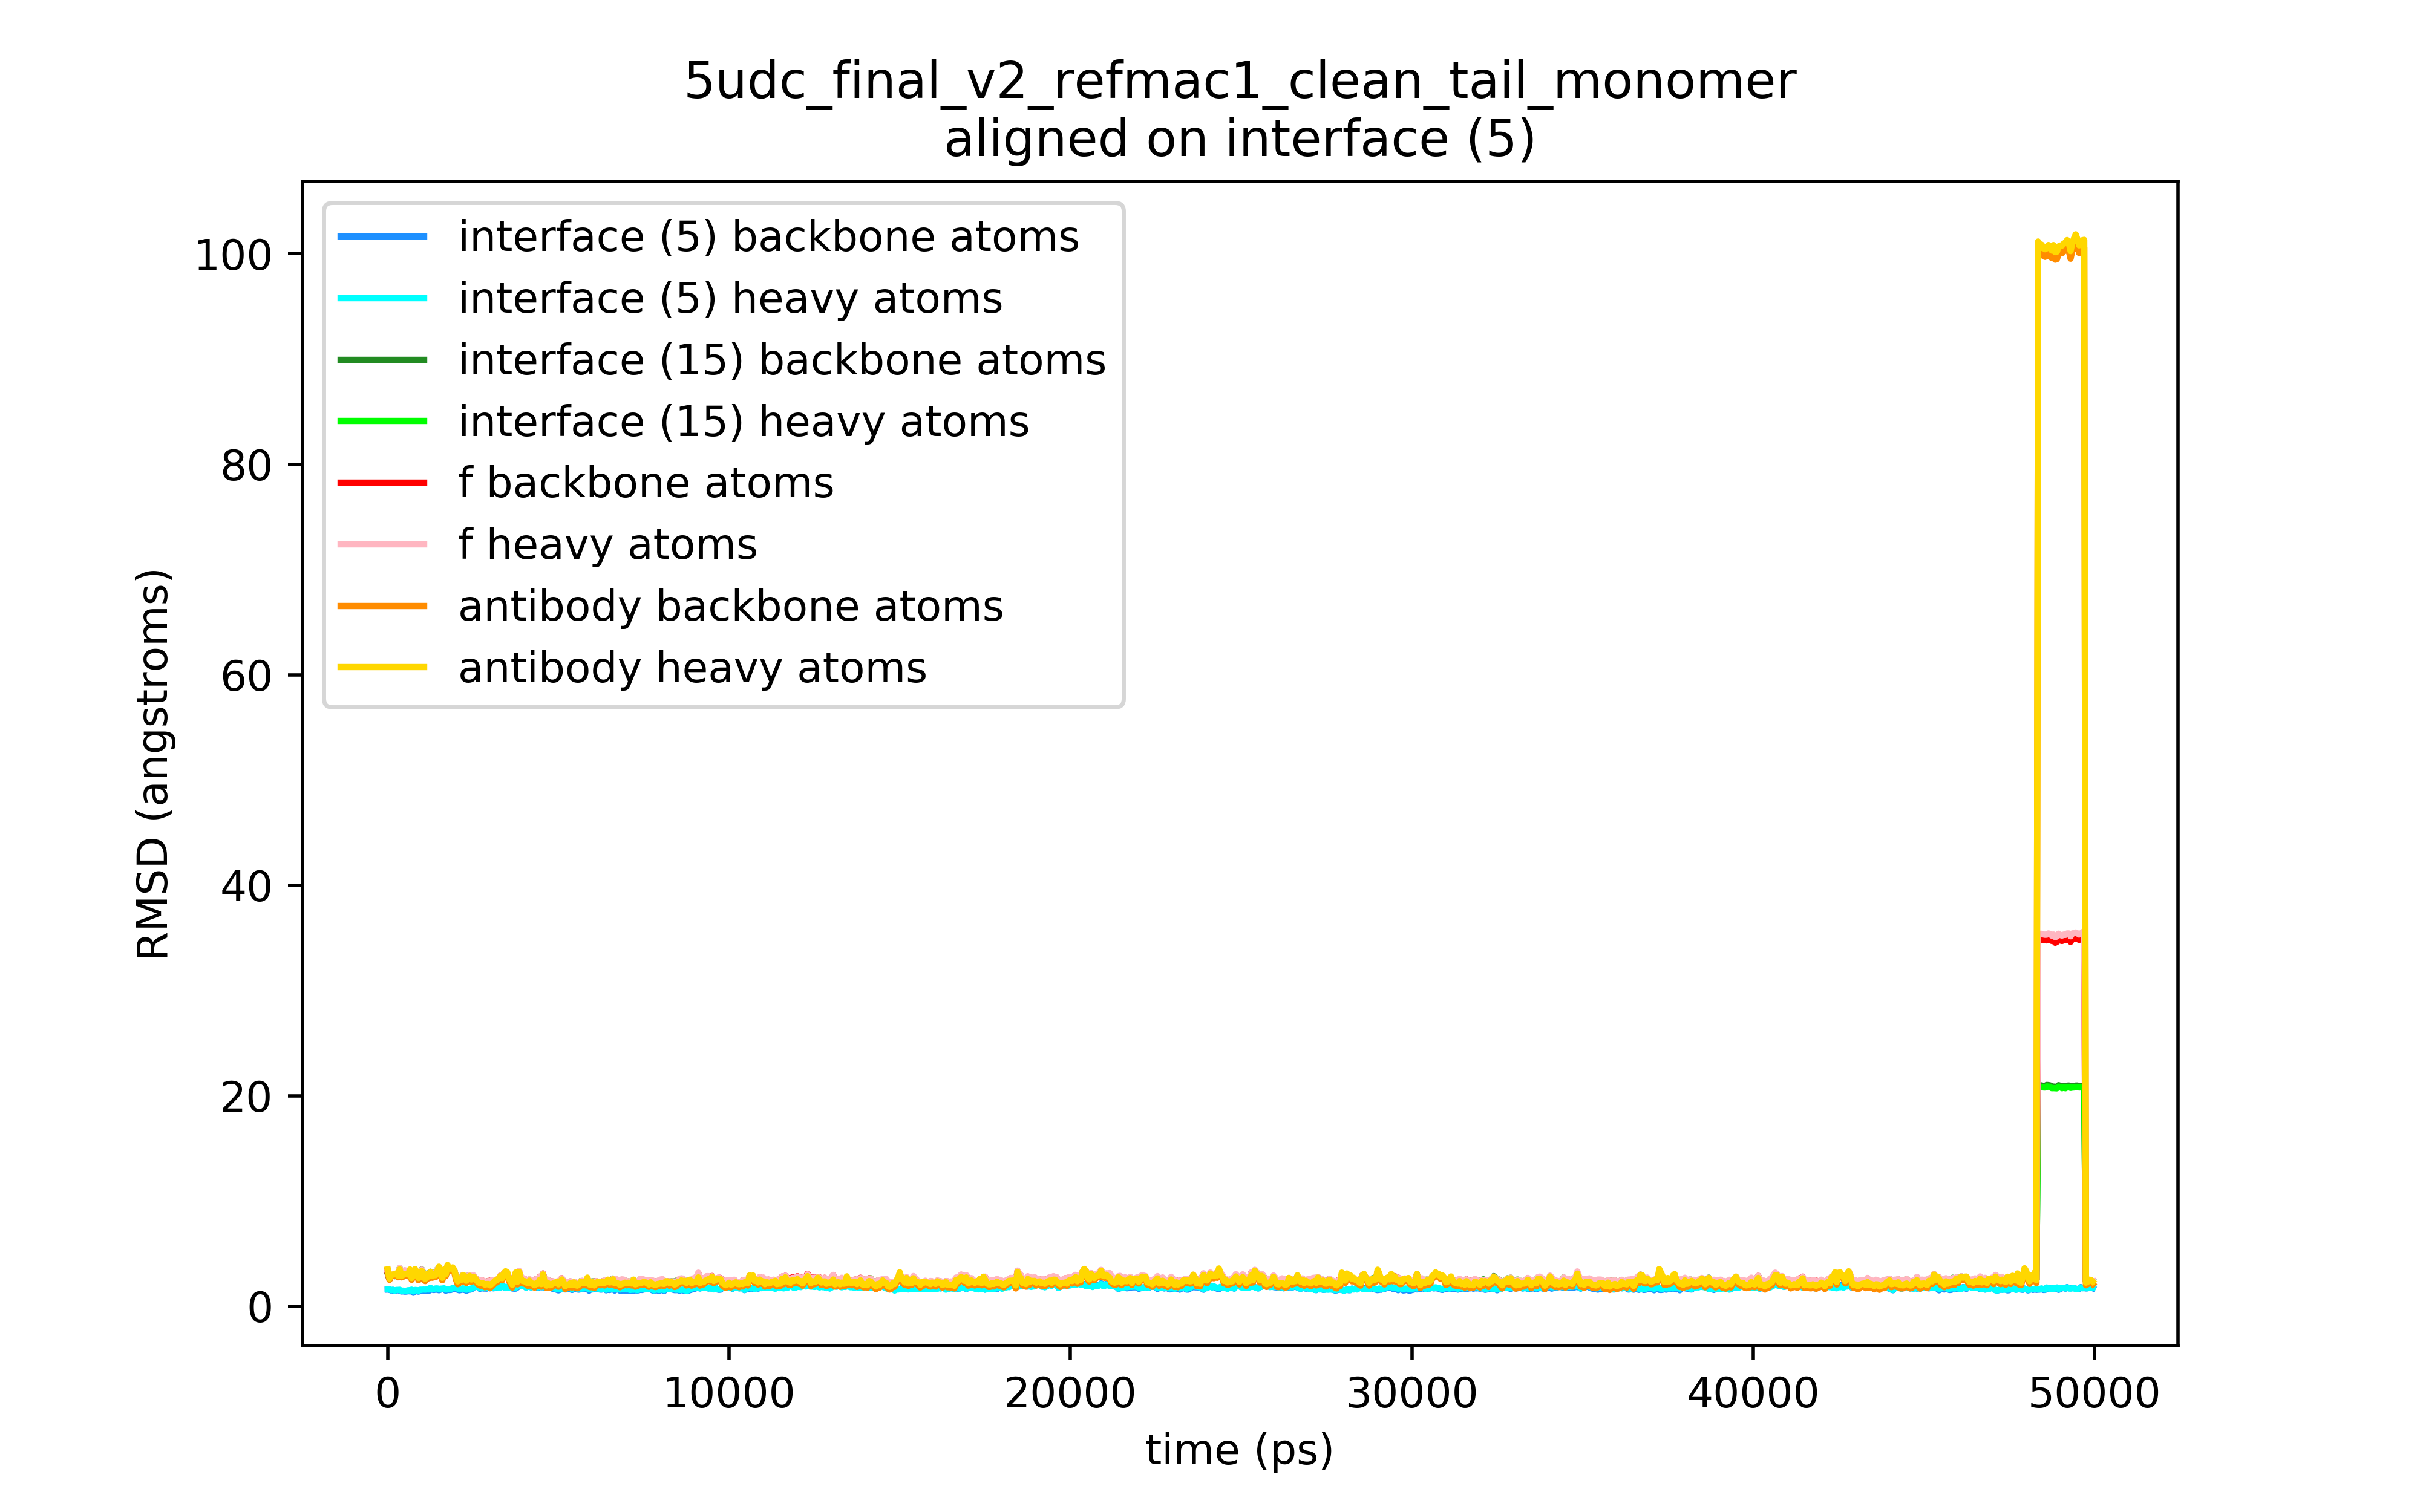 5udc_final_v2_refmac1_clean_tail_monomer
aligned on interface (5)
interface (5) backbone atoms
interface (5) heavy atoms
interface (15) backbone atoms
interface (15) heavy atoms
f backbone atoms
f heavy atoms
antibody backbone atoms
antibody heavy atoms
RMSD (angstroms)
100
80
60
40
20
0
0 10000 20000 30000 40000 50000
time (ps)